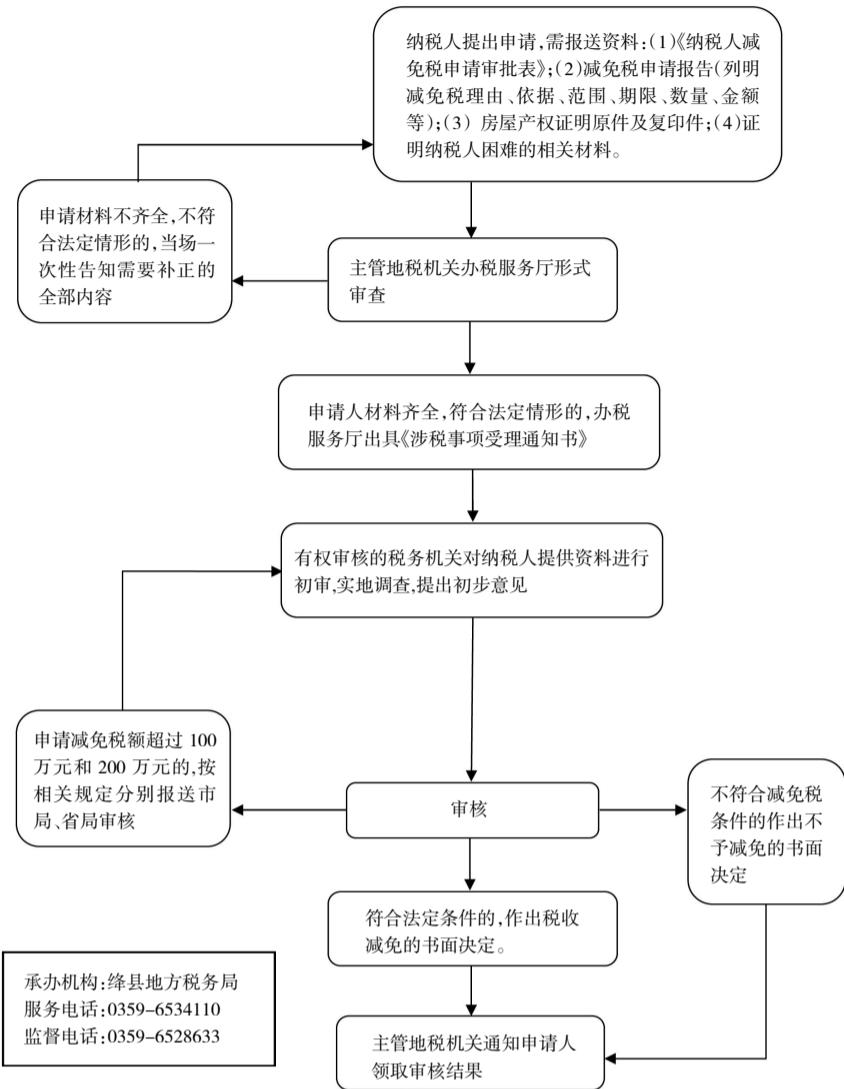 纳税人提出申请,需报送资料:(1)《纳税人减
免税申请审批表》;(2)减免税申请报告(列明
减免税理由、依据、范围、期限、数量、金额
等);(3) 房屋产权证明原件及复印件;(4)证
明纳税人困难的相关材料。
申请材料不齐全,不符
合法定情形的,当场一
次性告知需要补正的
全部内容
主管地税机关办税服务厅形式
审查
申请人材料齐全,符合法定情形的,办税
服务厅出具《涉税事项受理通知书》
有权审核的税务机关对纳税人提供资料进行
初审,实地调查,提出初步意见
申请减免税额超过 100
万元和 200 万元的,按
相关规定分别报送市
局、省局审核
审核
不符合减免税
条件的作出不
予减免的书面
决定
符合法定条件的,作出税收
减免的书面决定。
主管地税机关通知申请人
领取审核结果
承办机构:绛县地方税务局
服务电话:0359-6534110
监督电话:0359-6528633